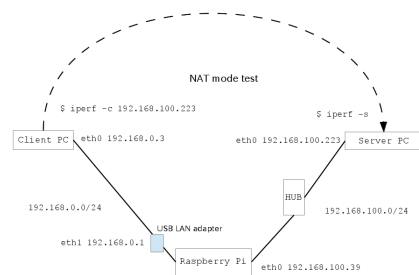 NAT mode test
$ iperf -c 192.168.100.223
$ iperf -s
Client PC
eth0 192.168.0.3
eth0 192.168.100.223
Server PC
HUB
192.168.0.0/24
192.168.100.0/24
USB LAN adapter
eth1 192.168.0.1
Raspberry Pi
eth0 192.168.100.39